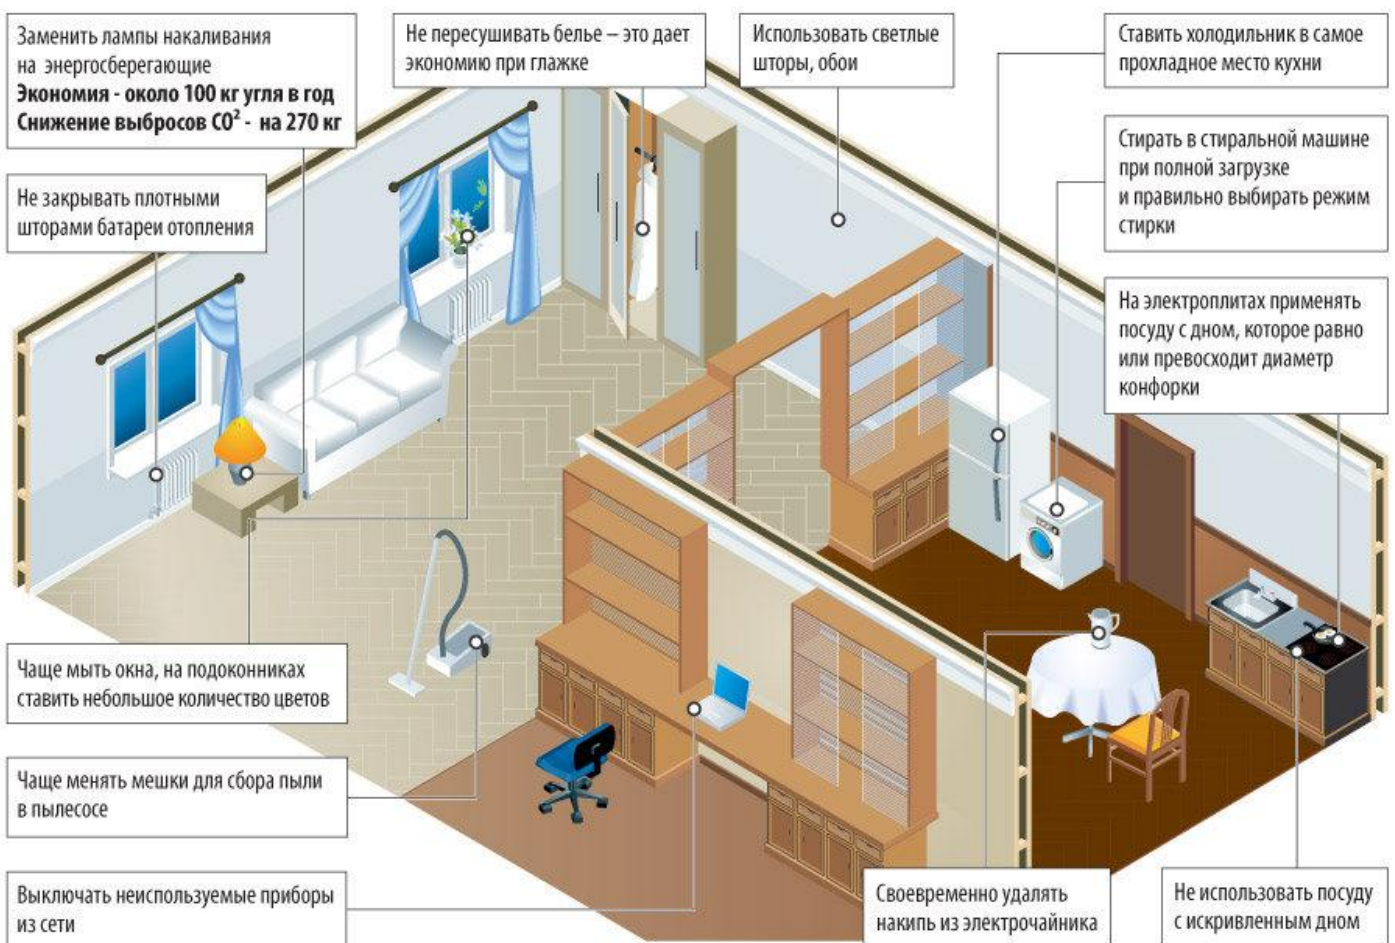 Заменить лампы накаливания
на энергосберегающие
Экономия - около 100 кг угля в год
Снижение выбросов CO² - на 270 кг
Не пересушивать белье – это дает
экономию при глажке
Использовать светлые
шторы, обои
Ставить холодильник в самое
прохладное место кухни
Не закрывать плотными
шторами батареи отопления
Стирать в стиральной машине
при полной загрузке
и правильно выбирать режим
стирки
На электроплитах применять
посуду с дном, которое равно
или превосходит диаметр
конфорки
Чаще мыть окна, на подоконниках
ставить небольшое количество цветов
Чаще менять мешки для сбора пыли
в пылесосе
Выключать неиспользуемые приборы
из сети
Своевременно удалять
накипь из электрочайника
Не использовать посуду
с искривленным дном